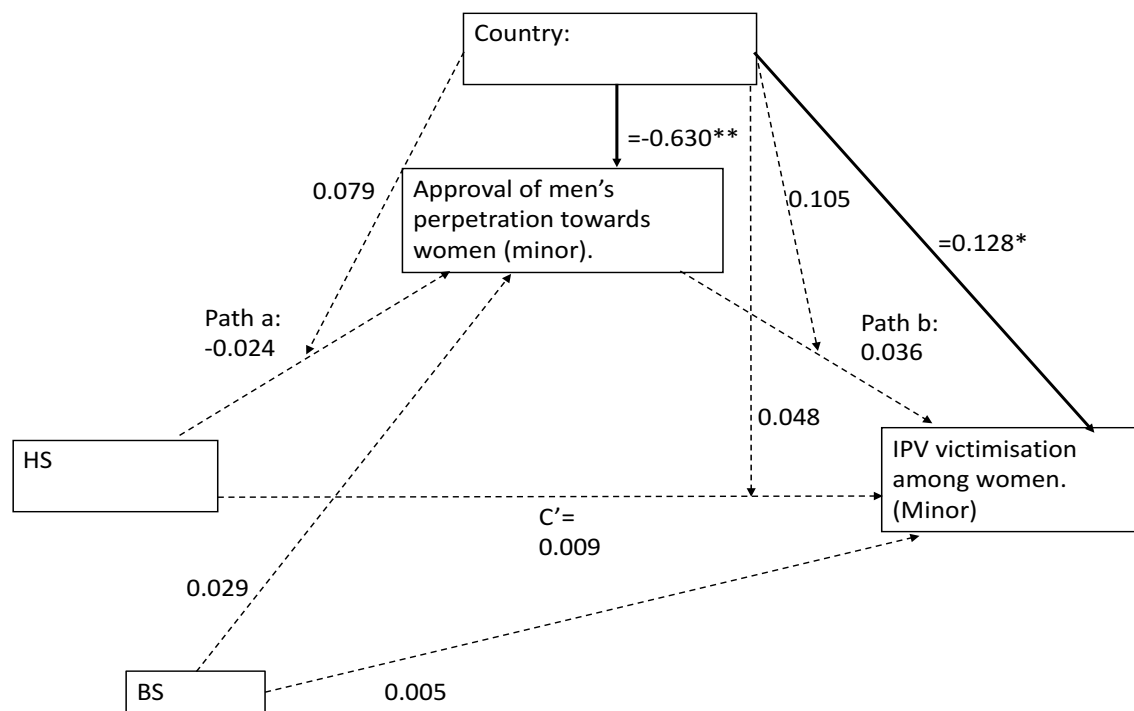 Country:
=-0.630**
0.079
Approval of men’s
perpetration towards
women (minor).
0.105
=0.128*
Path a:
-0.024
Path b:
0.036
0.048
HS
IPV victimisation
among women.
(Minor)
C’=
0.009
0.029
BS
0.005